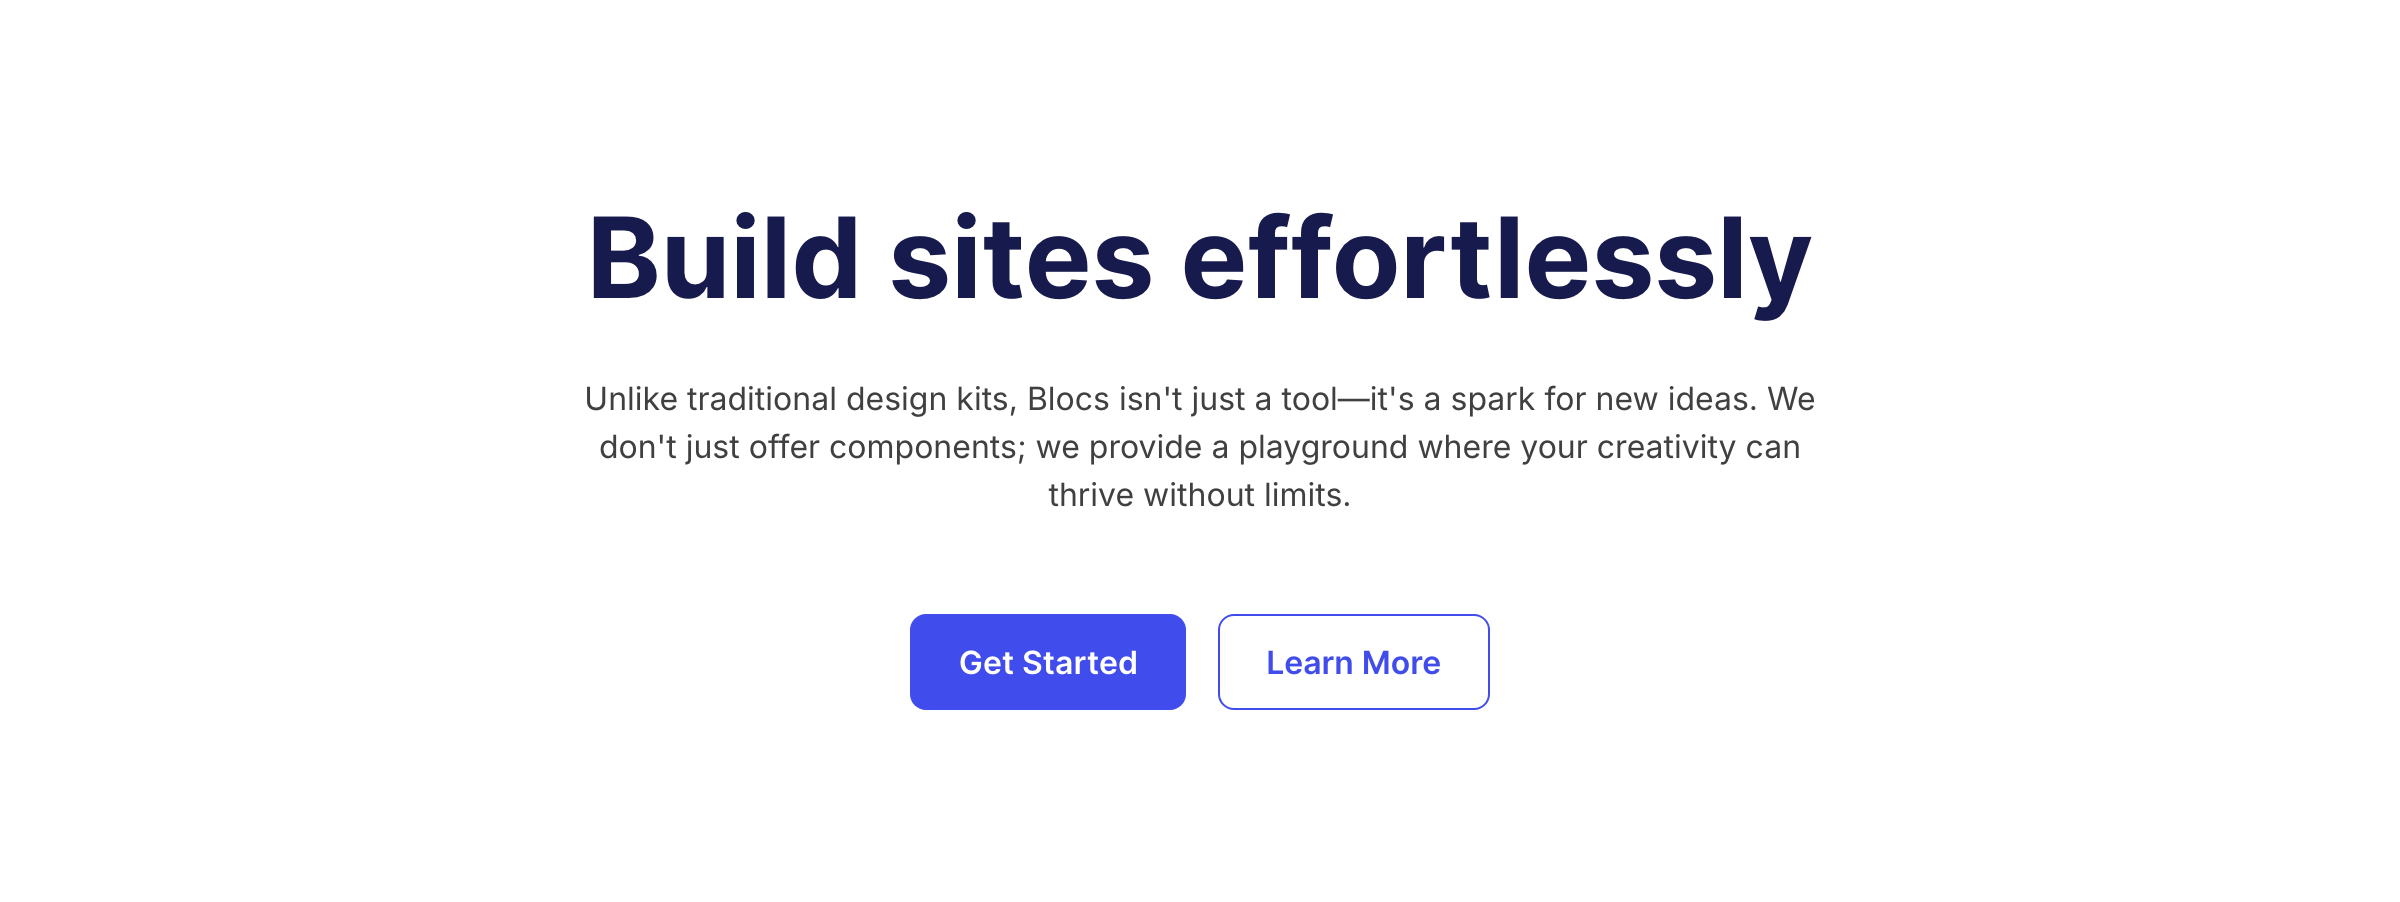 Build sites effortlessly
Unlike traditional design kits, Blocs isn't just a tool—it's a spark for new ideas. We
don't just offer components; we provide a playground where your creativity can
thrive without limits.
Get Started
Learn More